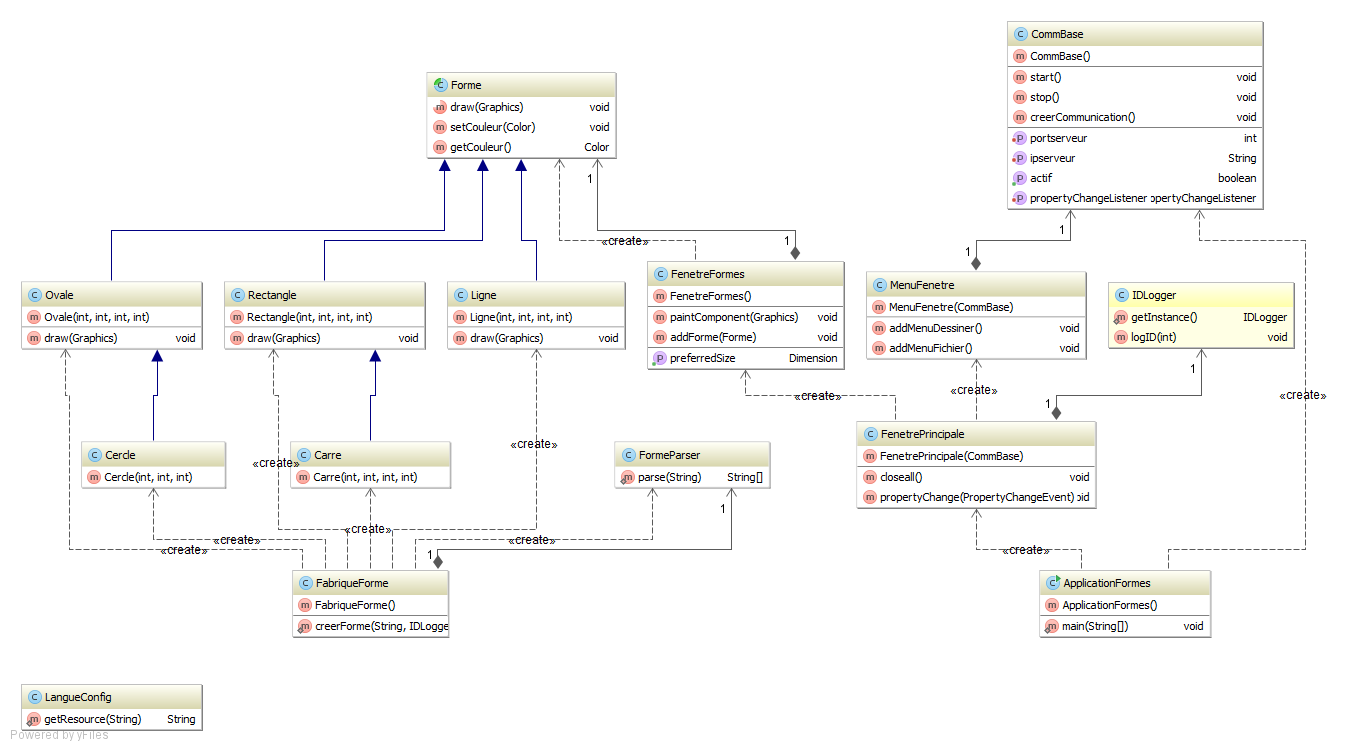 CommBase
CommBase()
start() void
stop() void
creerCommunication() void
portserveur int
ipserveur String
actif boolean
propertyChangeListener opertyChangeListener
Forme
draw(Graphics) void
setCouleur(Color) void
getCouleur() Color
1
1
«create»
1
1
Ovale
Ovale(int, int, int, int)
draw(Graphics) void
Rectangle
Rectangle(int, int, int, int)
draw(Graphics) void
Ligne
Ligne(int, int, int, int)
draw(Graphics) void
FenetreFormes
FenetreFormes()
paintComponent(Graphics) void
addForme(Forme) void
preferredSize Dimension
MenuFenetre
MenuFenetre(CommBase)
addMenuDessiner() void
addMenuFichier() void
IDLogger
getInstance() IDLogger
logID(int) void
1
1
«create»
«create»
«create»
FenetrePrincipale
FenetrePrincipale(CommBase)
closeall() void
propertyChange(PropertyChangeEvent) oid
Cercle
Cercle(int, int, int)
Carre
Carre(int, int, int, int)
FormeParser
parse(String) String[]
«create»
«create»
1
1
«create»
«create»
«create»
«create»
«create»
FabriqueForme
FabriqueForme()
creerForme(String, IDLogge
ApplicationFormes
ApplicationFormes()
main(String[]) void
LangueConfig
getResource(String) String
Powered by yFiles